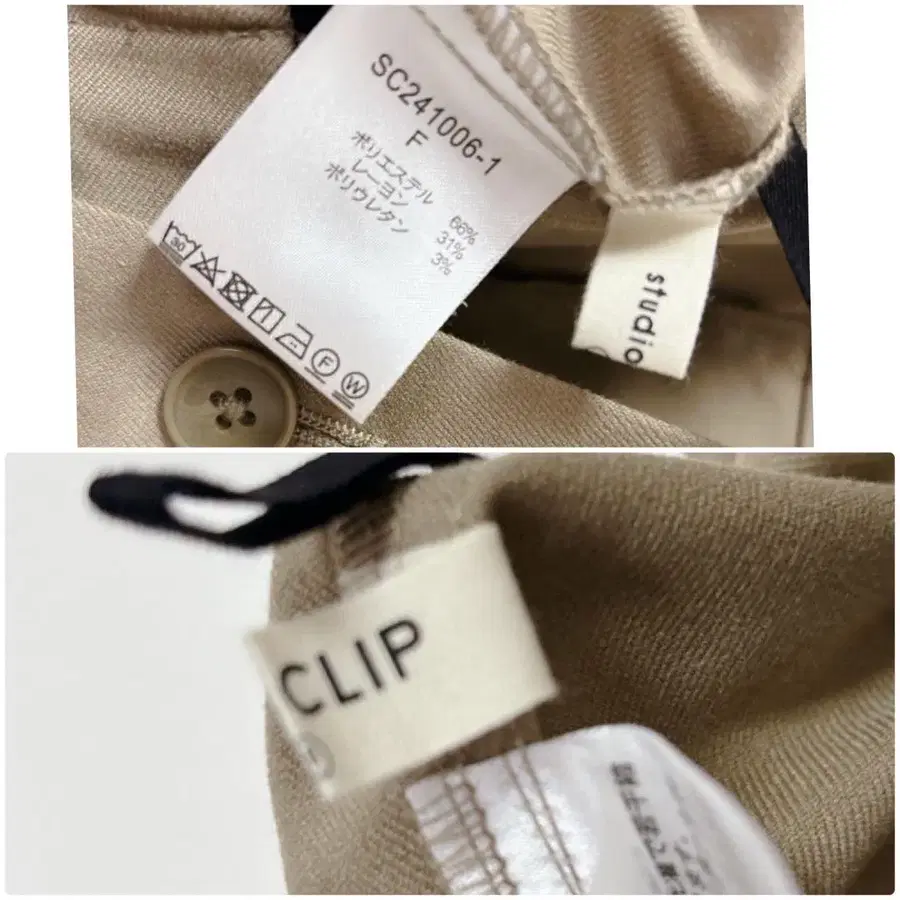 SC241006-1
F
ポリエステル 66%
レーヨン 31%
ポリウレタン 3%
30
F
W
studio
CLIP